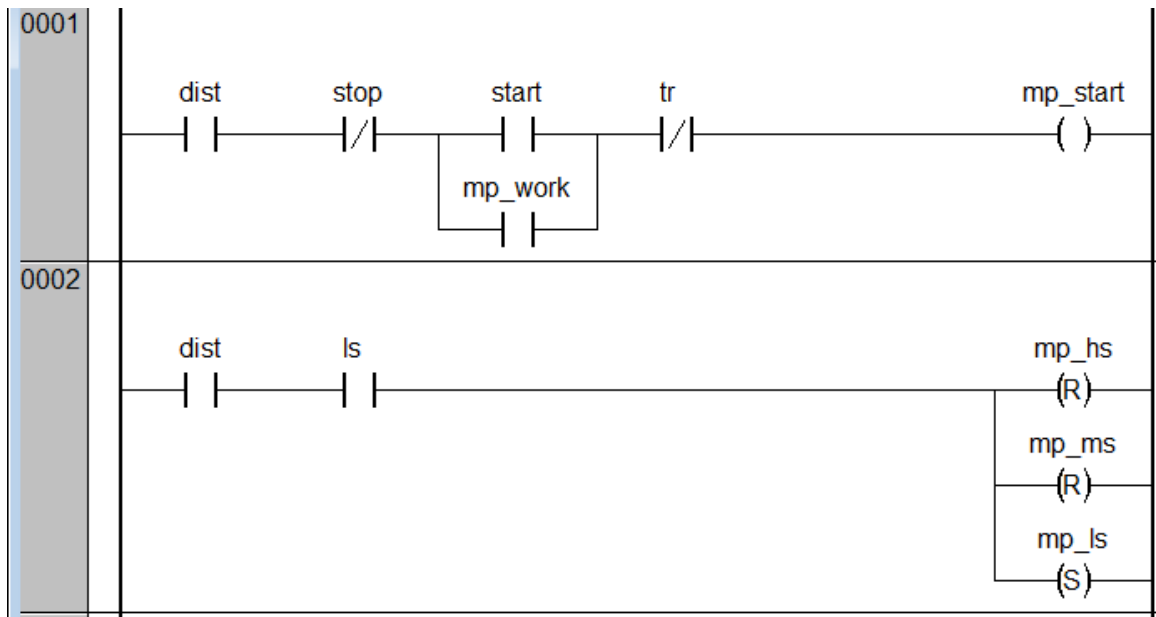 0001
dist stop start tr mp_start
mp_work
0002
dist ls mp_hs
R
mp_ms
R
mp_ls
S